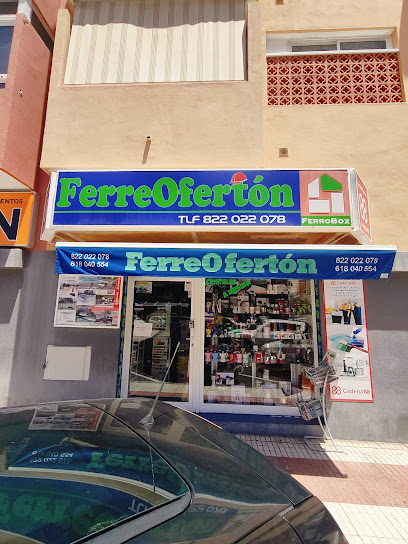 FerreOfertón
TLF 822 022 078
FERROBOX
ENTOS
N
822 022 078
618 040 554
FerreOfertón
822 022 078
618 040 554
Cadena88